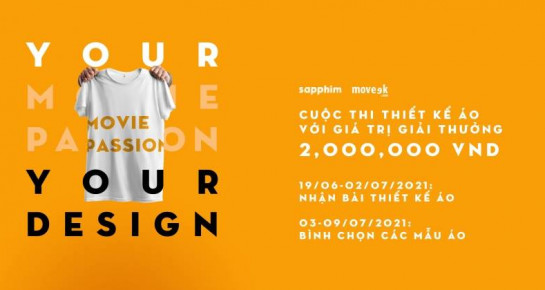 YOUR
MOVIE
PASSION
YOUR
DESIGN
MOVIE
PASSION
sapphim moveek
CUỘC THI THIẾT KẾ ÁO
VỚI GIÁ TRỊ GIẢI THƯỞNG
2,000,000 VND
19/06-02/07/2021:
NHẬN BÀI THIẾT KẾ ÁO
03-09/07/2021:
BÌNH CHỌN CÁC MẪU ÁO